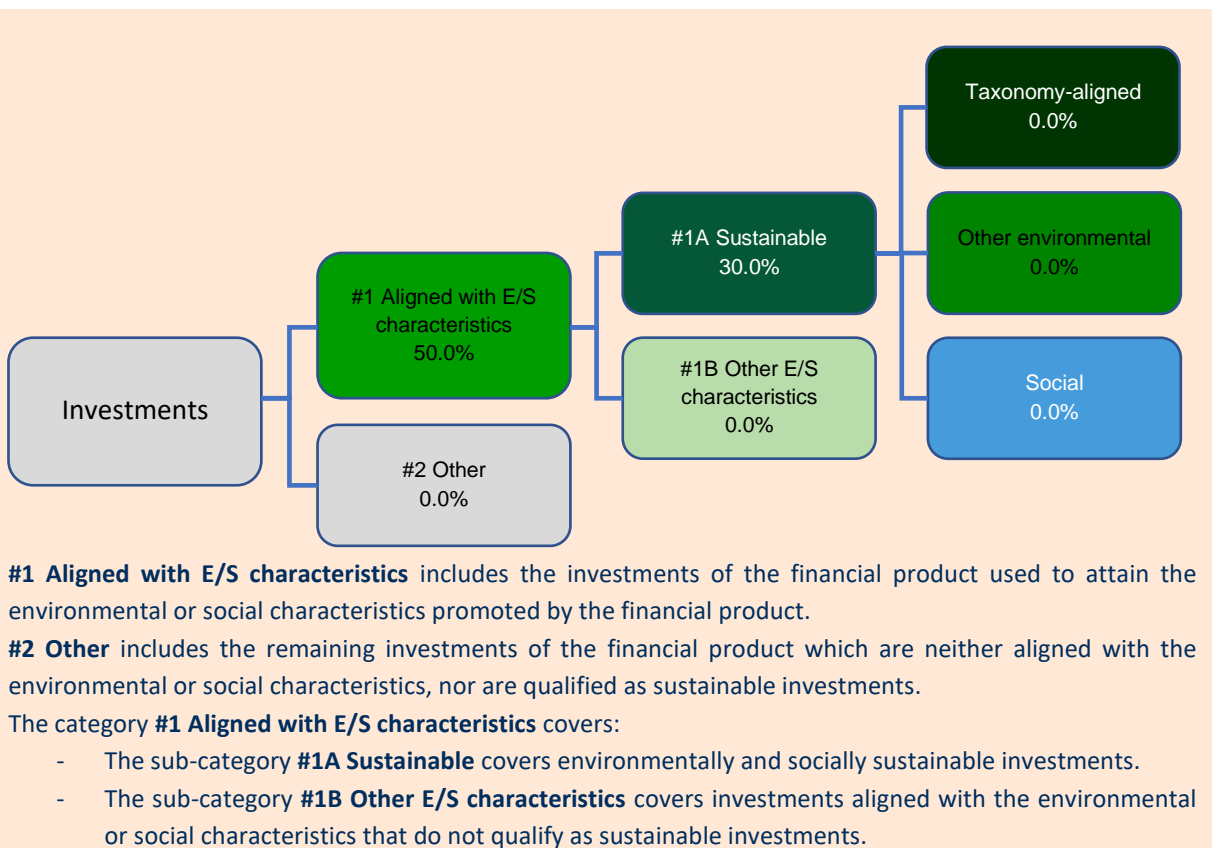 Investments
#1 Aligned with E/S
characteristics
50.0%
#2 Other
0.0%
#1A Sustainable
30.0%
#1B Other E/S
characteristics
0.0%
Taxonomy-aligned
0.0%
Other environmental
0.0%
Social
0.0%
#1 Aligned with E/S characteristics includes the investments of the financial product used to attain the
environmental or social characteristics promoted by the financial product.
#2 Other includes the remaining investments of the financial product which are neither aligned with the
environmental or social characteristics, nor are qualified as sustainable investments.
The category #1 Aligned with E/S characteristics covers:
- The sub-category #1A Sustainable covers environmentally and socially sustainable investments.
- The sub-category #1B Other E/S characteristics covers investments aligned with the environmental
or social characteristics that do not qualify as sustainable investments.